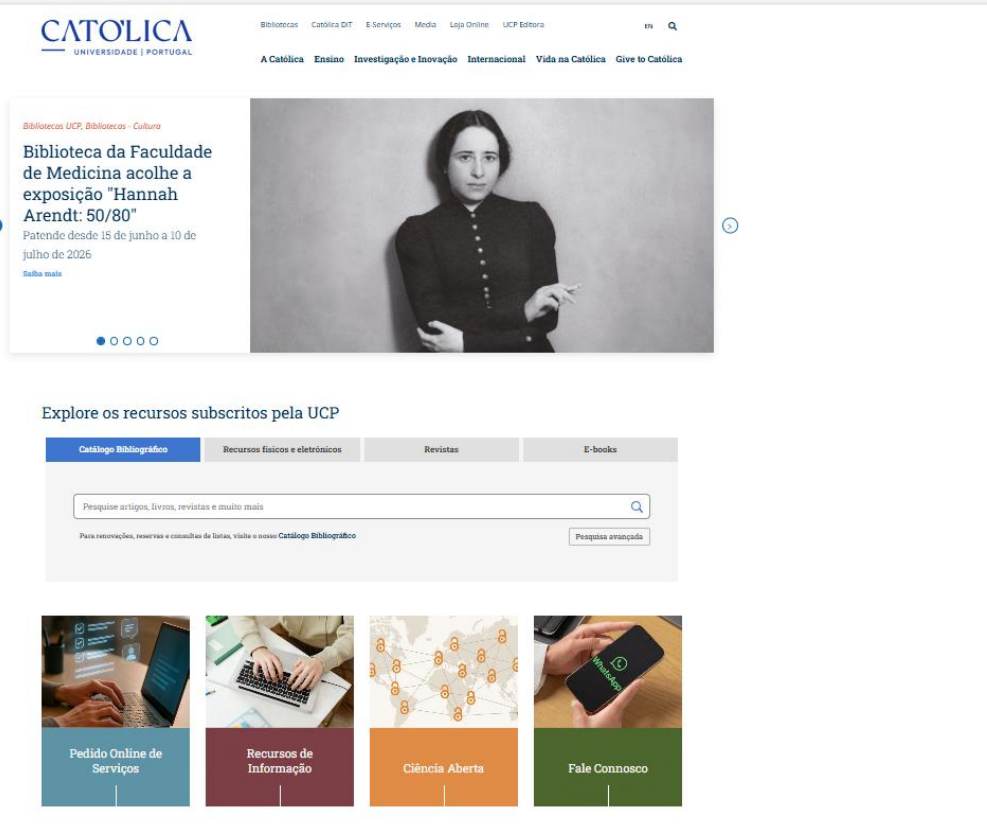 CATOLICA
UNIVERSIDADE | PORTUGAL
Bibliotecas Católica DIT E-Serviços Media Loja Online UCP Editora
EN
A Católica Ensino Investigação e Inovação Internacional Vida na Católica Give to Católica
Bibliotecas UCP, Bibliotecas - Cultura
Biblioteca da Faculdade
de Medicina acolhe a
exposição "Hannah
Arendt: 50/80"
Patende desde 15 de junho a 10 de
julho de 2026
Saiba mais
Explore os recursos subscritos pela UCP
Catálogo Bibliográfico Recursos físicos e eletrónicos Revistas E-books
Pesquise artigos, livros, revistas e muito mais
Para renovações, reservas e consultas de listas, visite o nosso Catálogo Bibliográfico
Pesquisa avançada
WhatsApp
Pedido Online de
Serviços
Recursos de
Informação
Ciência Aberta
Fale Connosco